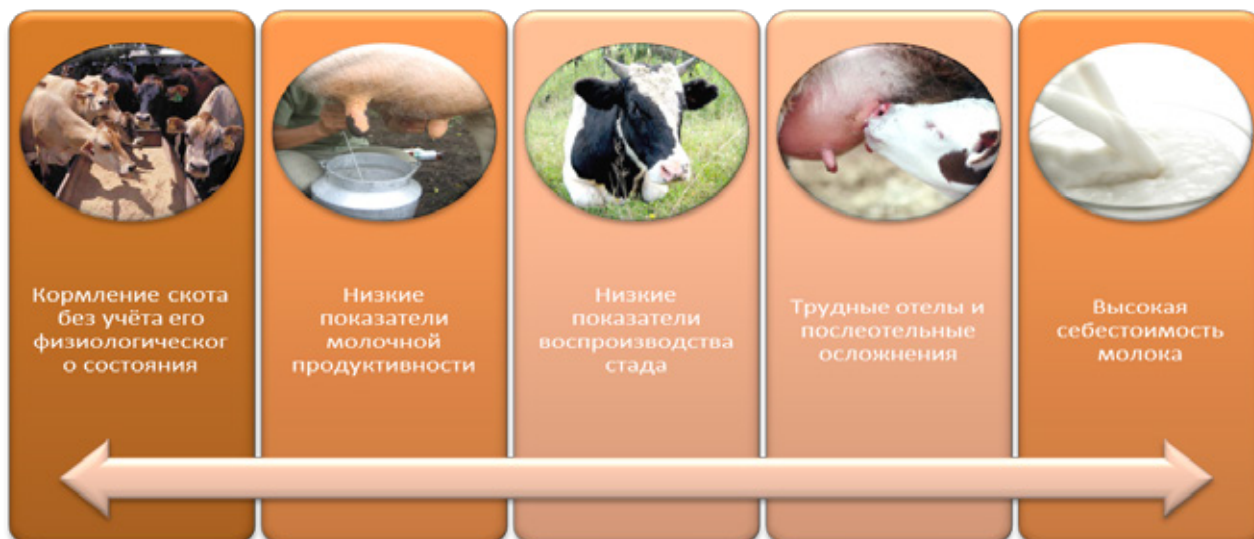 Кормление скота
без учёта его
физиологическог
о состояния
Низкие
показатели
молочной
продуктивности
Низкие
показатели
воспроизводства
стада
Трудные отелы и
послеотельные
осложнения
Высокая
себестоимость
молока